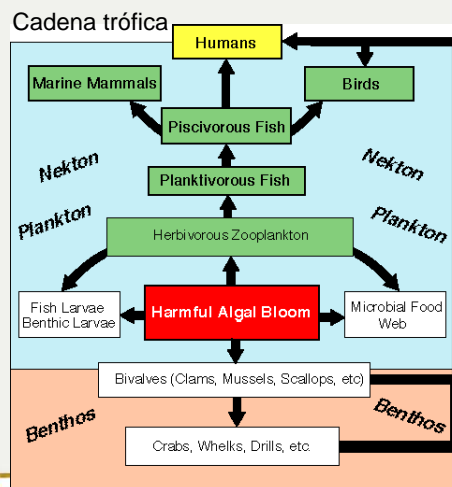 Cadena trófica
Humans
Marine Mammals
Birds
Piscivorous Fish
Nekton
Nekton
Planktivorous Fish
Plankton
Plankton
Herbivorous Zooplankton
Fish Larvae
Benthic Larvae
Harmful Algal Bloom
Microbial Food
Web
Bivalves (Clams, Mussels, Scallops, etc)
Benthos
Benthos
Crabs, Whelks, Drills, etc.